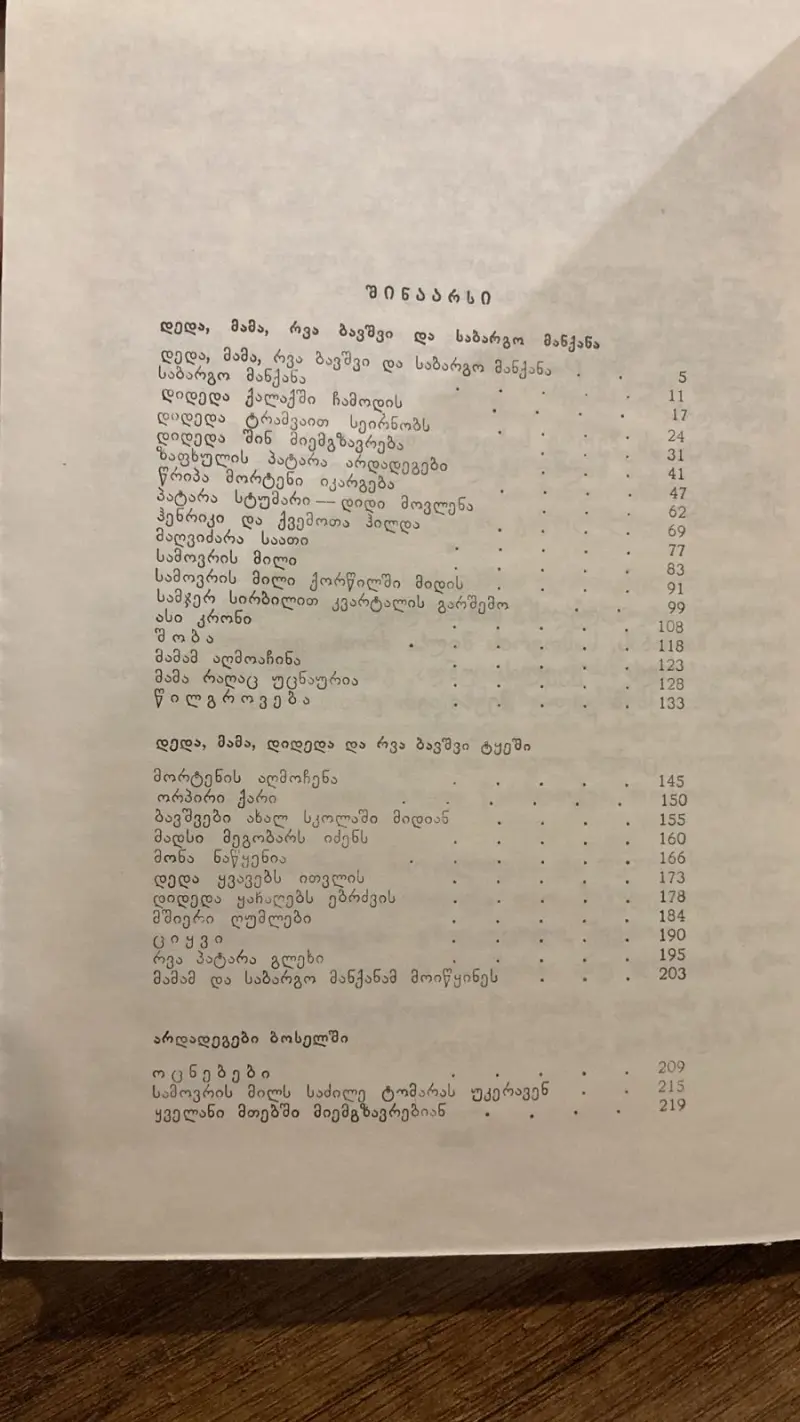 შინაარსი
დედა, მამა, რვა ბავშვი და საბარგო მანქანა
დედა, მამა, რვა ბავშვი და საბარგო მანქანა . . 5
საბარგო მანქანა . . . . . 11
დიდედა ქალაქში ჩამოდის . . . . 17
დიდედა ტრამვაით სეირნობს . . . 24
დიდედა შინ მიემგზავრება . . . 31
ზაფხულის პატარა არდადეგები . . . 41
წრიპა მორტენი იკარგება . . . . 47
პატარა სტუმარი — დიდი მოვლენა . . . 62
ჰენრიკი და ქვემოთა ჰილდა . . . . 69
მაღვიძარა საათი . . . . . 77
სამოვრის მილი . . . . . 83
სამოვრის მილი ქორწილში მიდის . . . . 91
სამჯერ სირბილით კვარტალის გარშემო . . 99
ასი კრონი . . . . . 108
შობა . . . . . . 118
მამამ აღმოაჩინა . . . . . 123
მამა რაღაც უცნაურია . . . . . 128
წილგროვება . . . . . 133
დედა, მამა, დიდედა და რვა ბავშვი ტყეში
მორტენის აღმოჩენა . . . . . 145
ორპირი ქარი . . . . . . 150
ბავშვები ახალ სკოლაში მიდიან . . . . 155
მადსი მეგობარს იძენს . . . . . 160
მონა ნაწყენია . . . . . . 166
დედა ყვავებს ითვლის . . . . . 173
დიდედა ყაჩაღებს ებრძვის . . . . . 178
მშიერი ღუმლები . . . . . 184
ციყვი . . . . . 190
რვა პატარა გლეხი . . . . . 195
მამამ და საბარგო მანქანამ მოიწყინეს . . . 203
არდადეგები ბოსელში
ოცნებები . . . . . 209
სამოვრის მილს საძილე ტომარას უკერავენ . . 215
ყველანი მთებში მიემგზავრებიან . . . . 219